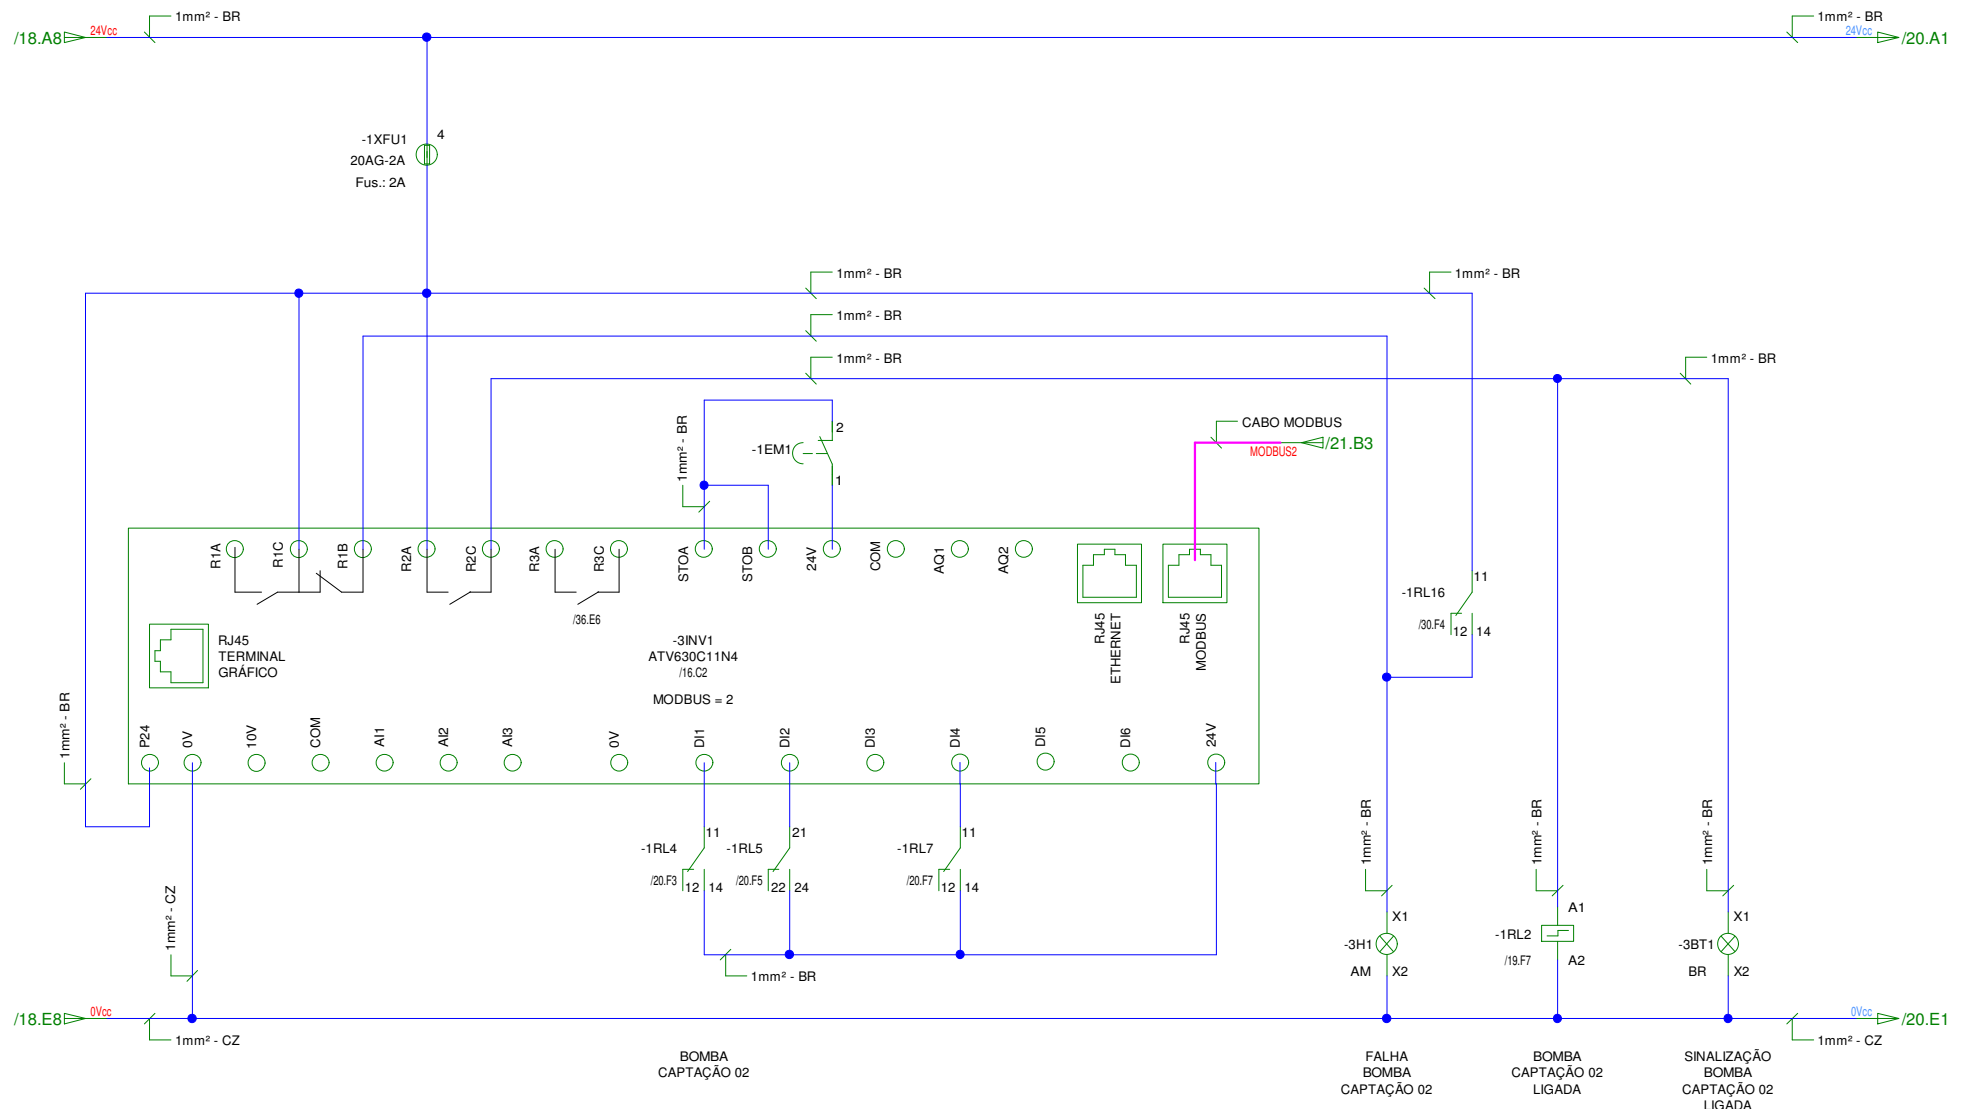 1mm² - BR
1mm² - BR
/18.A8
24Vcc
24Vcc
/20.A1
-1XFU1
4
20AG-2A
Fus.: 2A
1mm² - BR
1mm² - BR
1mm² - BR
1mm² - BR
1mm² - BR
1mm² - BR
-1EM1
2
1
CABO MODBUS
MODBUS2
/21.B3
R1A
R1C
R1B
R2A
R2C
R3A
R3C
STOA
STOB
24V
COM
AQ1
AQ2
/36.E6
RJ45
ETHERNET
RJ45
MODBUS
-1RL16
/30.F4
11
12
14
RJ45
TERMINAL
GRÁFICO
-3INV1
ATV630C11N4
/16.C2
MODBUS = 2
1mm² - BR
P24
0V
10V
COM
AI1
AI2
AI3
0V
DI1
DI2
DI3
DI4
DI5
DI6
24V
-1RL4
/20.F3
11
12
14
-1RL5
/20.F5
21
22
24
-1RL7
/20.F7
11
12
14
1mm² - CZ
1mm² - BR
1mm² - BR
1mm² - BR
1mm² - BR
-3H1
AM
X1
X2
-1RL2
/19.F7
A1
A2
-3BT1
BR
X1
X2
/18.E8
0Vcc
0Vcc
/20.E1
1mm² - CZ
1mm² - CZ
BOMBA
CAPTAÇÃO 02
FALHA
BOMBA
CAPTAÇÃO 02
BOMBA
CAPTAÇÃO 02
LIGADA
SINALIZAÇÃO
BOMBA
CAPTAÇÃO 02
LIGADA